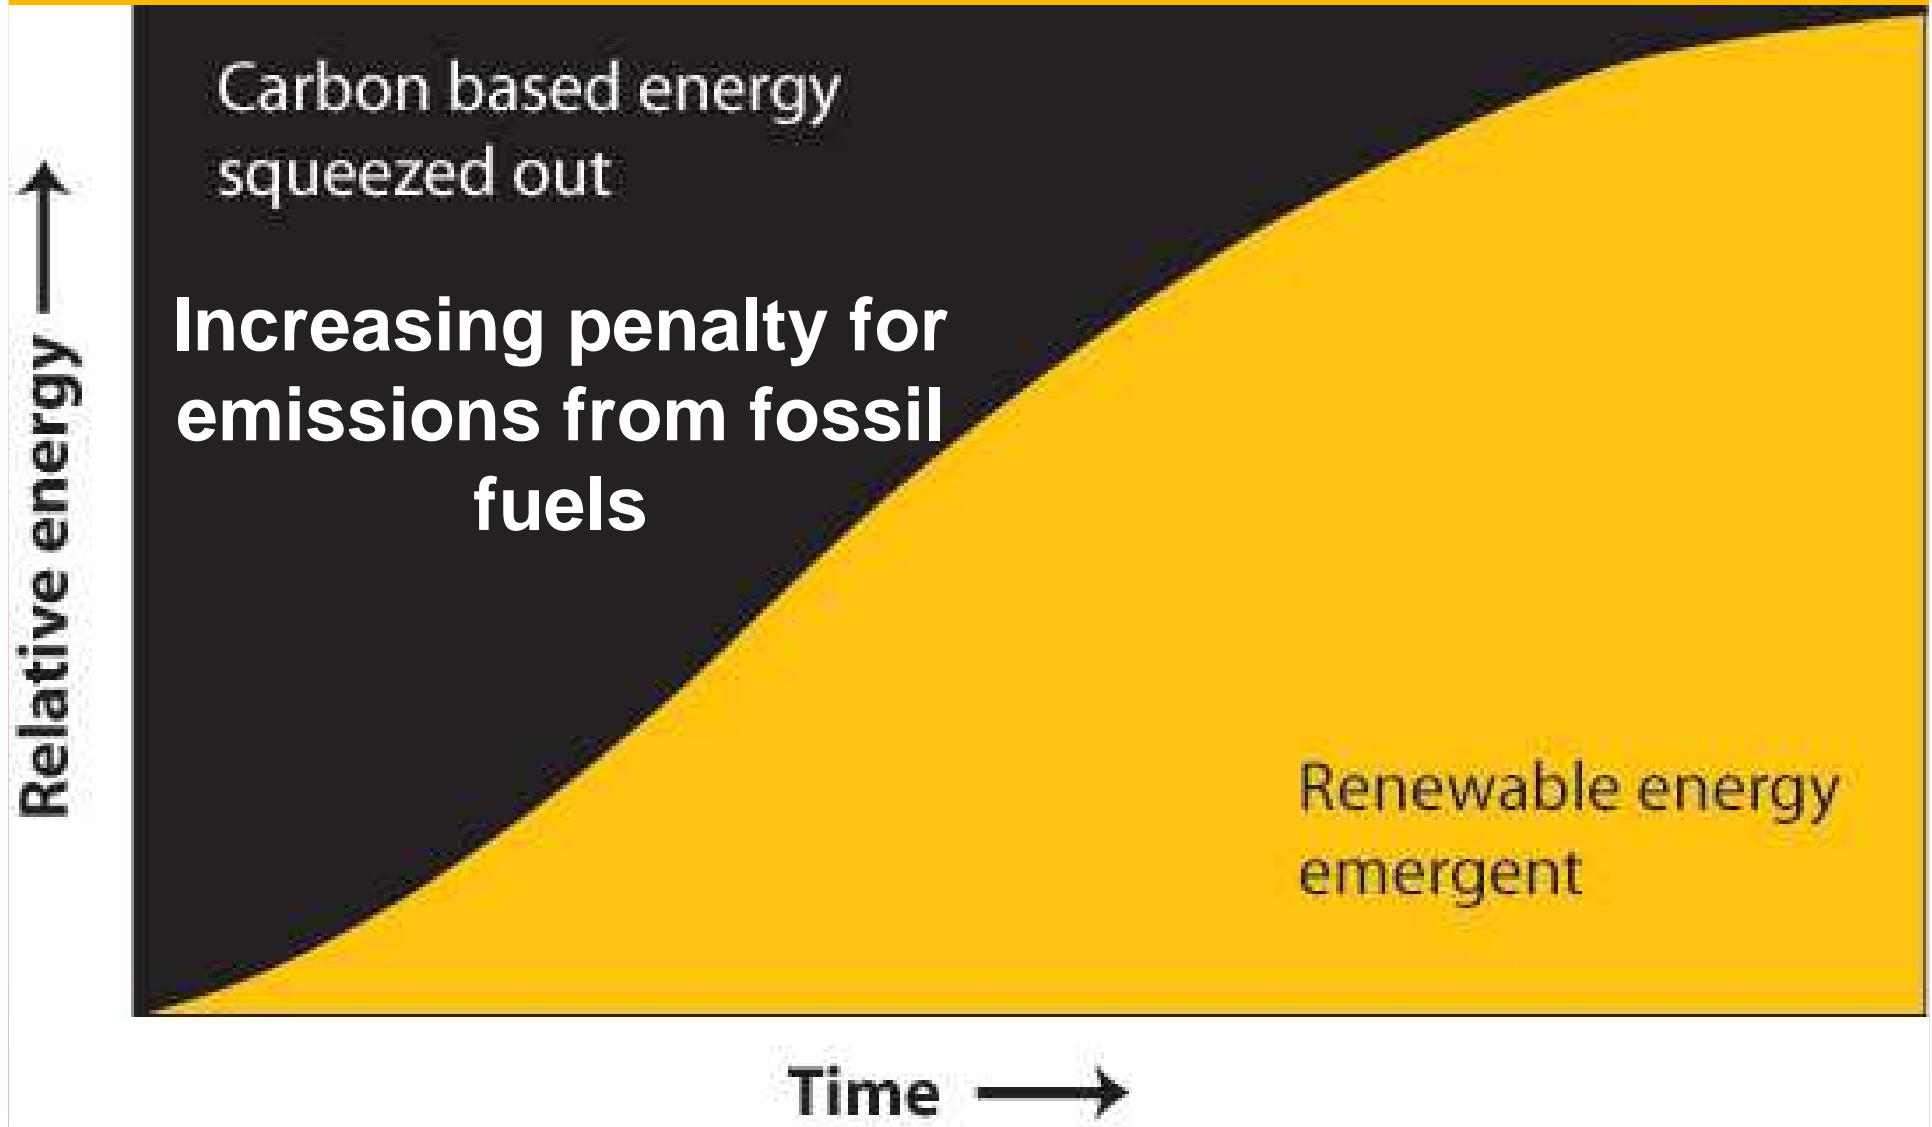 Carbon based energy
squeezed out
Increasing penalty for
emissions from fossil
fuels
Relative energy
Renewable energy
emergent
Time